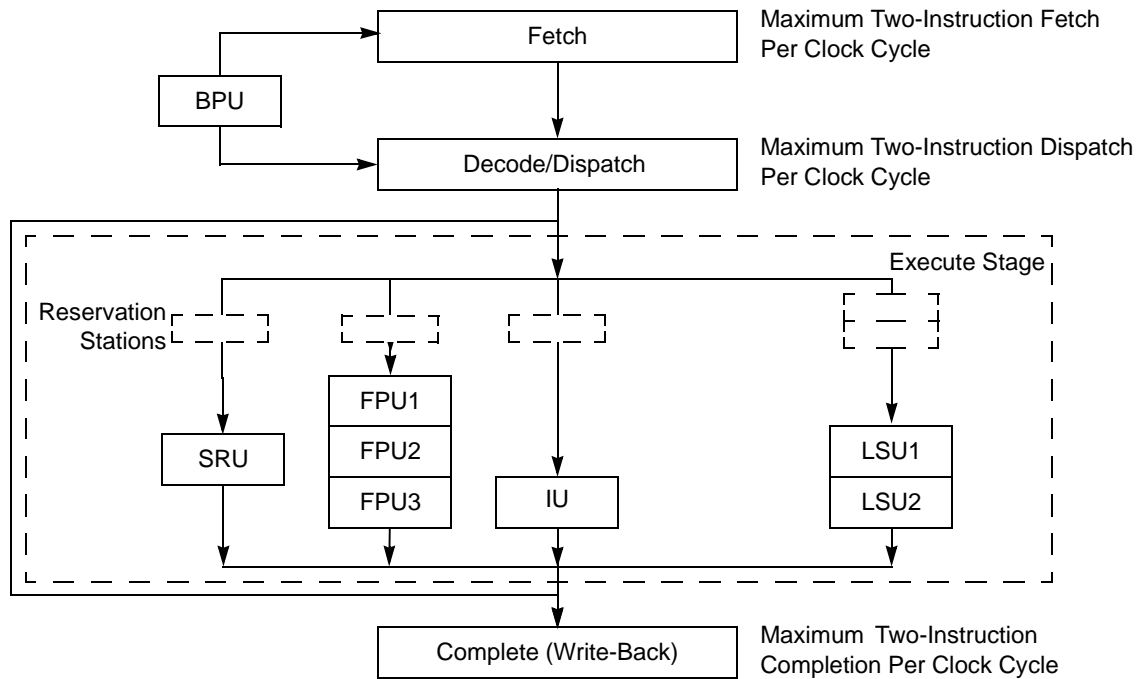 Fetch
Maximum Two-Instruction Fetch
Per Clock Cycle
BPU
Decode/Dispatch
Maximum Two-Instruction Dispatch
Per Clock Cycle
Execute Stage
Reservation
Stations
FPU1
SRU
FPU2
FPU3
IU
LSU1
LSU2
Complete (Write-Back)
Maximum Two-Instruction
Completion Per Clock Cycle